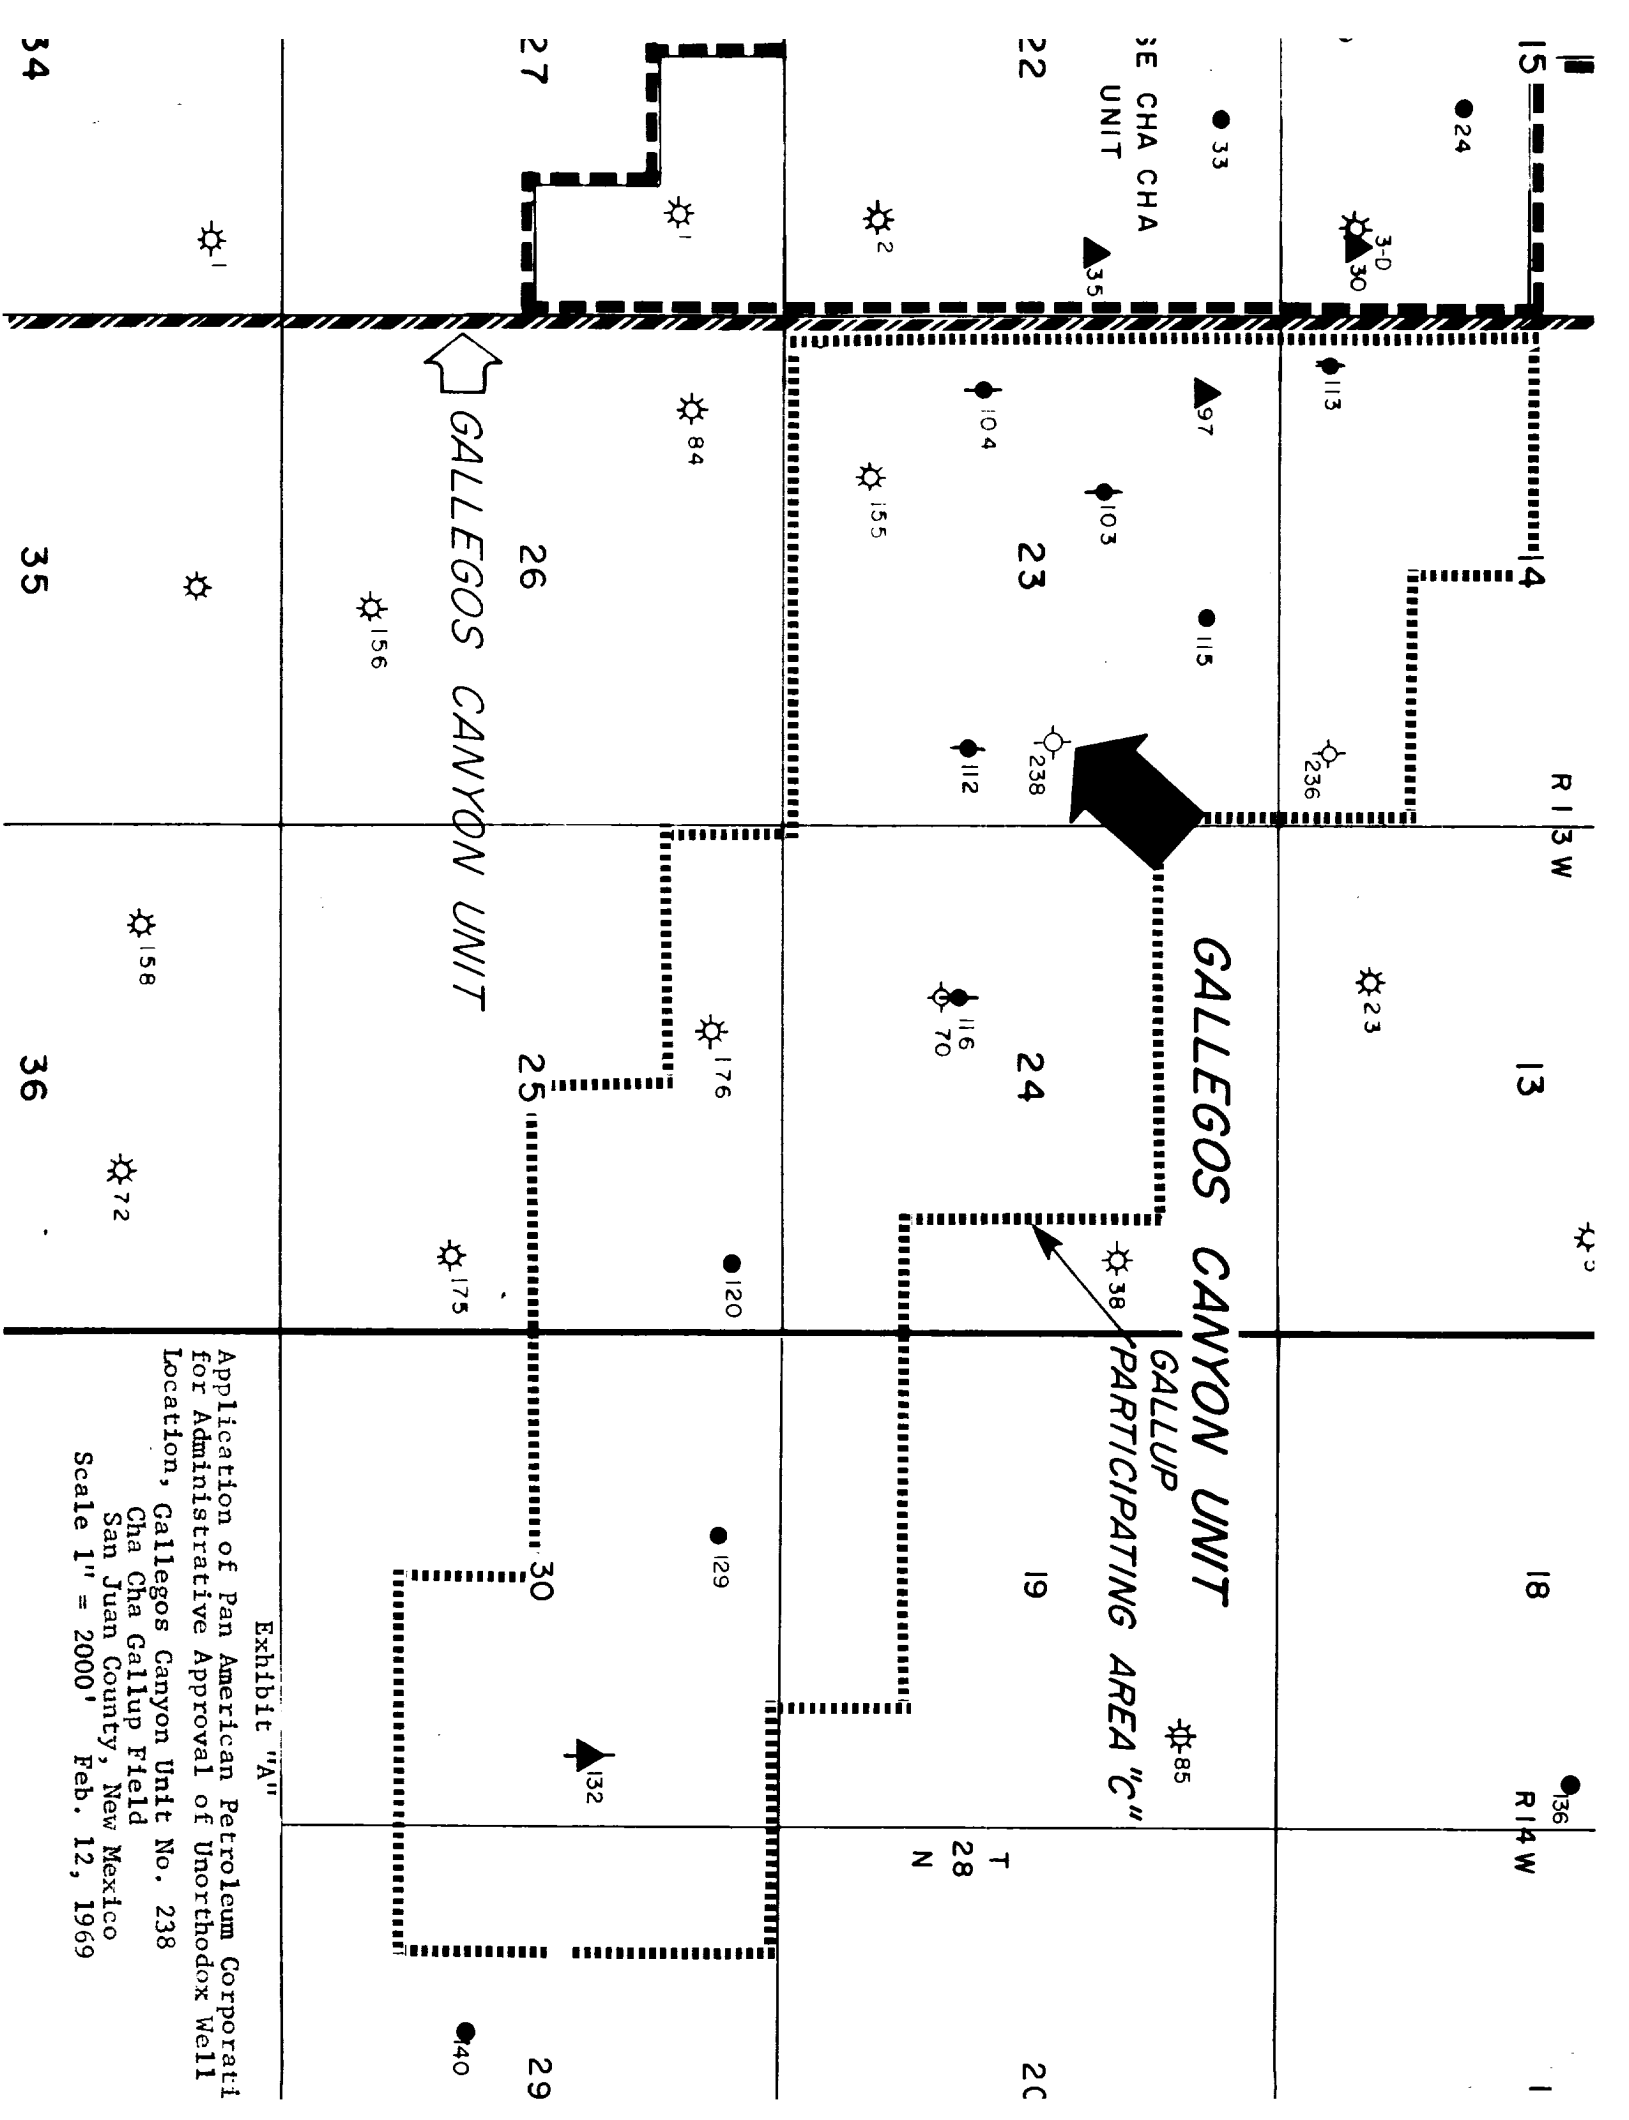 15
14
R 13 W
13
18
R 14 W
136
24
3-D
30
113
236
23
SE CHA CHA
UNIT
33
97
115
GALLEGOS CANYON UNIT
85
22
35
103
23
238
24
38
GALLUP
PARTICIPATING AREA "C"
19
T
28
N
2
104
155
112
116
70
1
84
176
120
129
27
26
25
30
132
29
GALLEGOS CANYON UNIT
156
175
140
1
158
72
34
35
36
Exhibit "A"
Application of Pan American Petroleum Corporati
for Administrative Approval of Unorthodox Well
Location, Gallegos Canyon Unit No. 238
Cha Cha Gallup Field
San Juan County, New Mexico
Scale 1" = 2000' Feb. 12, 1969